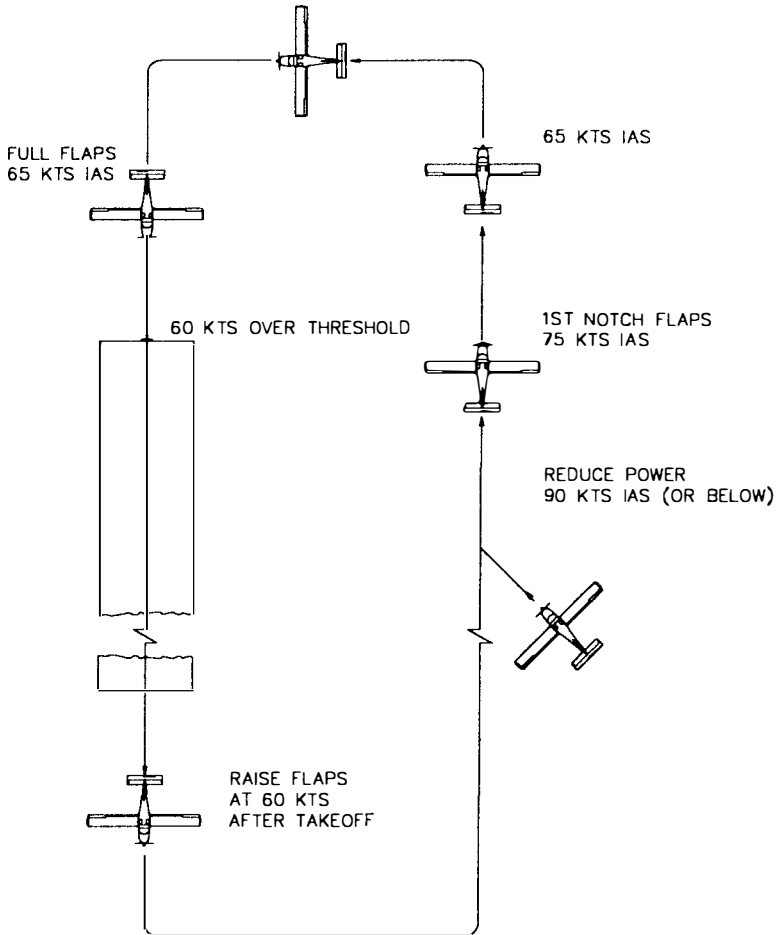 FULL FLAPS
65 KTS IAS
65 KTS IAS
60 KTS OVER THRESHOLD
1ST NOTCH FLAPS
75 KTS IAS
REDUCE POWER
90 KTS IAS (OR BELOW)
RAISE FLAPS
AT 60 KTS
AFTER TAKEOFF